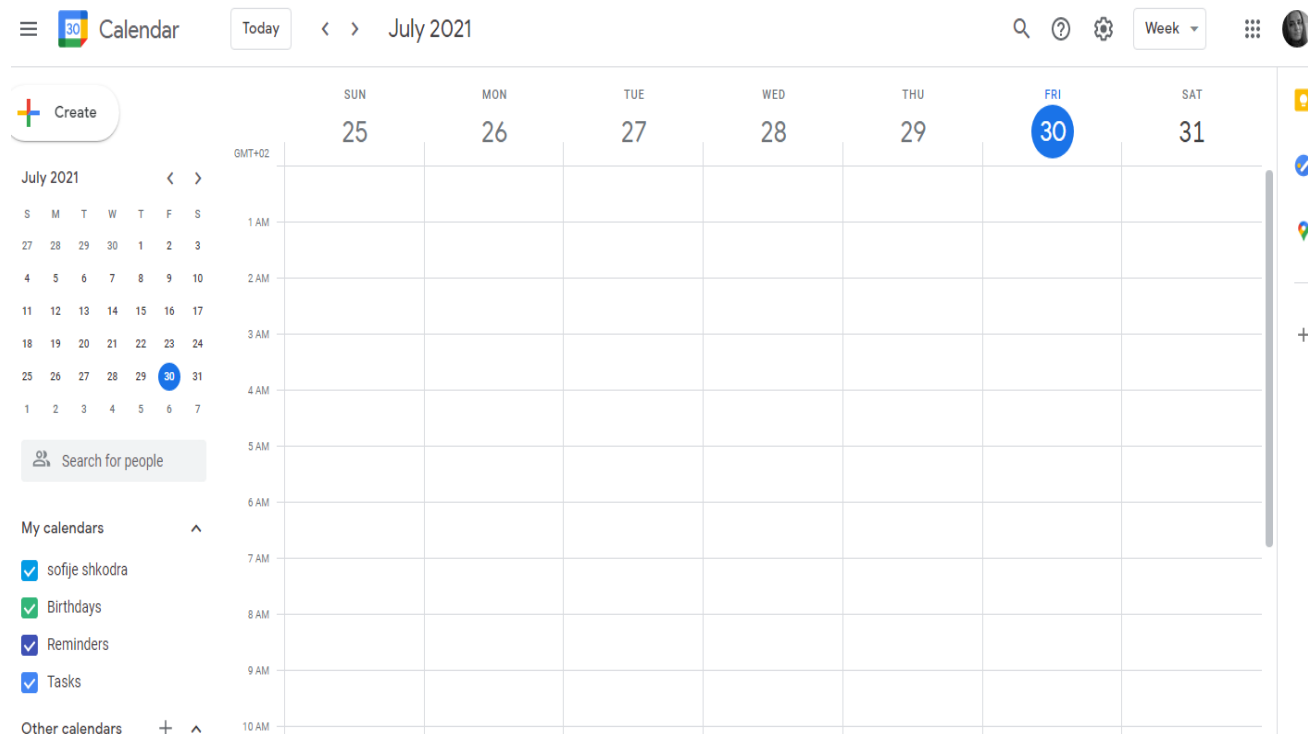 30 Calendar Today July 2021 Week
Create
SUN MON TUE WED THU FRI SAT
25 26 27 28 29 30 31
GMT+02
July 2021
S M T W T F S
27 28 29 30 1 2 3
4 5 6 7 8 9 10
11 12 13 14 15 16 17
18 19 20 21 22 23 24
25 26 27 28 29 30 31
1 2 3 4 5 6 7
Search for people
My calendars
sofije shkodra
Birthdays
Reminders
Tasks
Other calendars
1 AM
2 AM
3 AM
4 AM
5 AM
6 AM
7 AM
8 AM
9 AM
10 AM